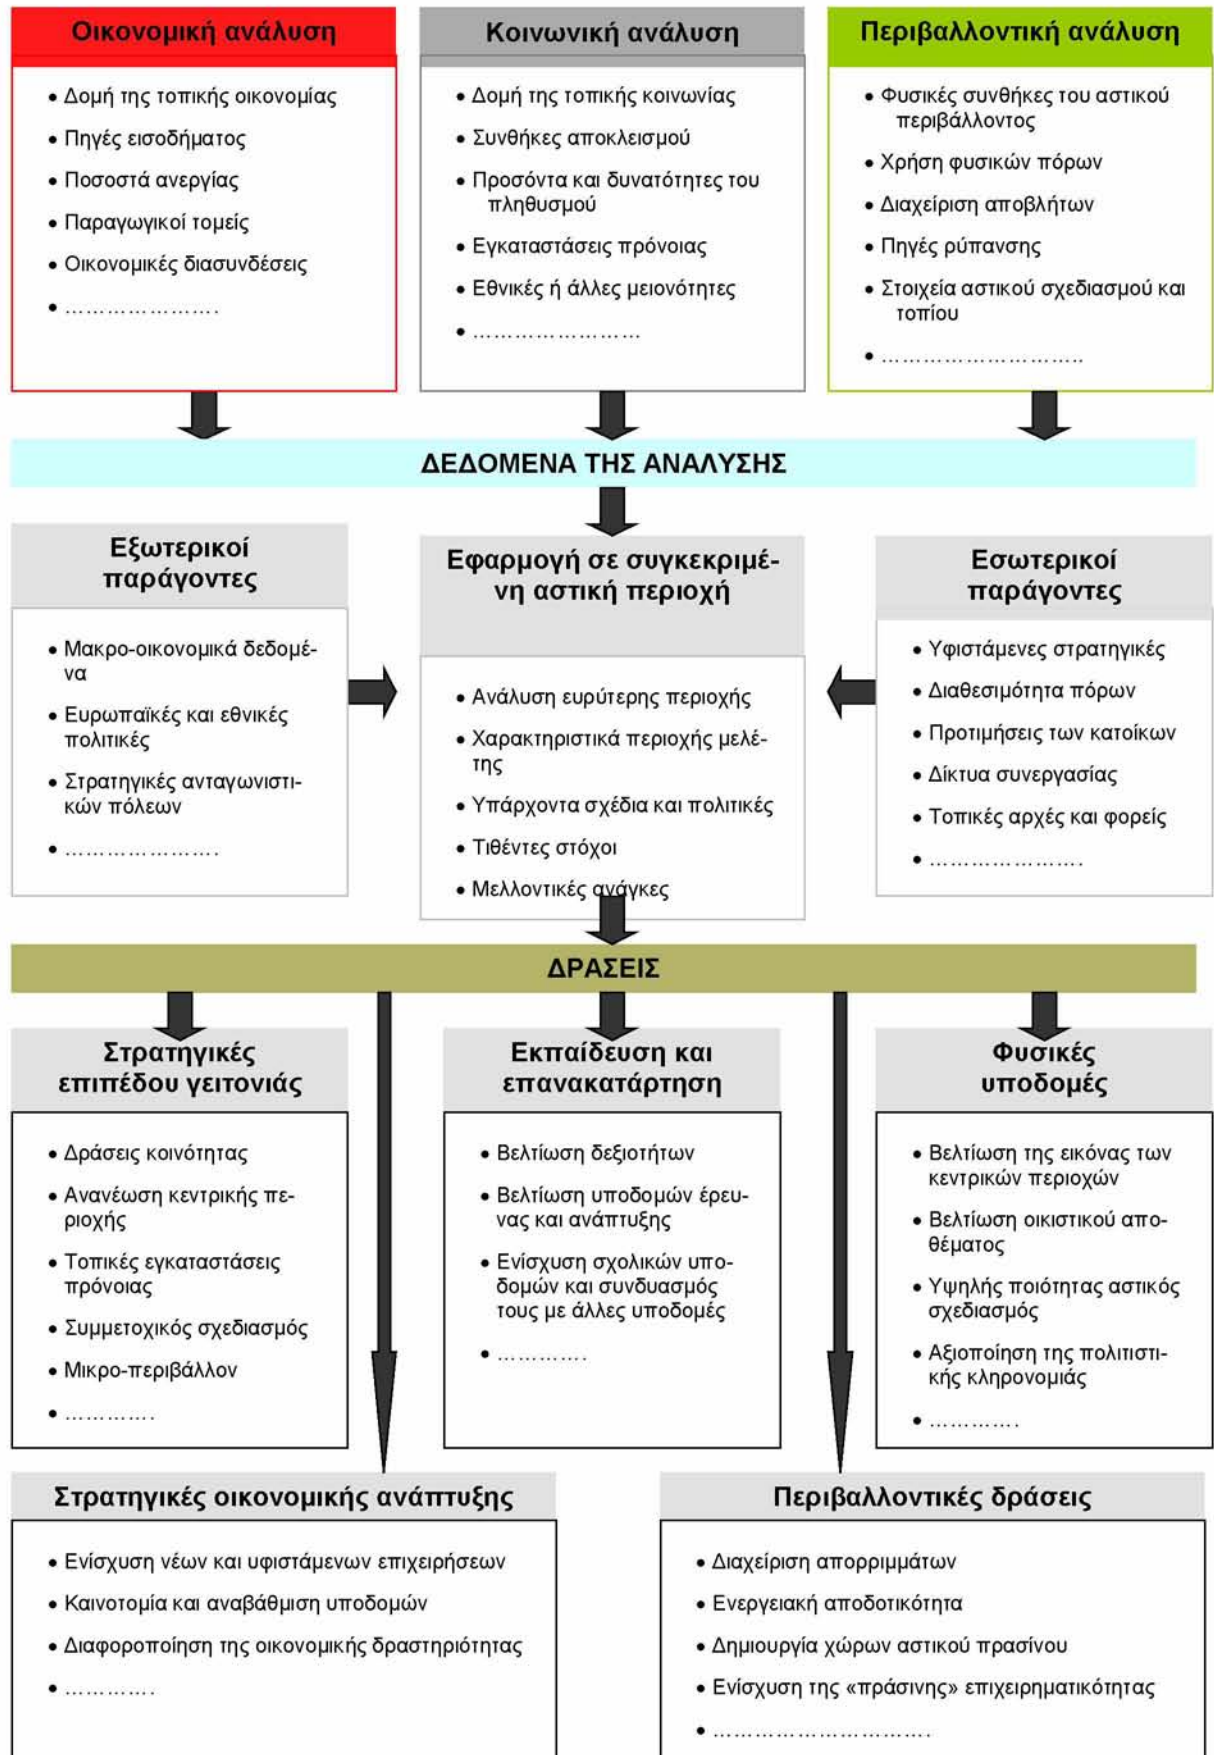 Οικονομική ανάλυση
• Δομή της τοπικής οικονομίας
• Πηγές εισοδήματος
• Ποσοστά ανεργίας
• Παραγωγικοί τομείς
• Οικονομικές διασυνδέσεις
• ………………….
Κοινωνική ανάλυση
• Δομή της τοπικής κοινωνίας
• Συνθήκες αποκλεισμού
• Προσόντα και δυνατότητες του
πληθυσμού
• Εγκαταστάσεις πρόνοιας
• Εθνικές ή άλλες μειονότητες
• ……………………
Περιβαλλοντική ανάλυση
• Φυσικές συνθήκες του αστικού
περιβάλλοντος
• Χρήση φυσικών πόρων
• Διαχείριση αποβλήτων
• Πηγές ρύπανσης
• Στοιχεία αστικού σχεδιασμού και
τοπίου
• ………………………..
ΔΕΔΟΜΕΝΑ ΤΗΣ ΑΝΑΛΥΣΗΣ
Εξωτερικοί
παράγοντες
• Μακρο-οικονομικά δεδομέ-
να
• Ευρωπαϊκές και εθνικές
πολιτικές
• Στρατηγικές ανταγωνιστι-
κών πόλεων
• ………………….
Εφαρμογή σε συγκεκριμέ-
νη αστική περιοχή
• Ανάλυση ευρύτερης περιοχής
• Χαρακτηριστικά περιοχής μελέ-
της
• Υπάρχοντα σχέδια και πολιτικές
• Τιθέντες στόχοι
• Μελλοντικές ανάγκες
Εσωτερικοί
παράγοντες
• Υφιστάμενες στρατηγικές
• Διαθεσιμότητα πόρων
• Προτιμήσεις των κατοίκων
• Δίκτυα συνεργασίας
• Τοπικές αρχές και φορείς
• ………………….
ΔΡΑΣΕΙΣ
Στρατηγικές
επιπέδου γειτονιάς
• Δράσεις κοινότητας
• Ανανέωση κεντρικής πε-
ριοχής
• Τοπικές εγκαταστάσεις
πρόνοιας
• Συμμετοχικός σχεδιασμός
• Μικρο-περιβάλλον
• ………….
Εκπαίδευση και
επανακατάρτηση
• Βελτίωση δεξιοτήτων
• Βελτίωση υποδομών έρευ-
νας και ανάπτυξης
• Ενίσχυση σχολικών υπο-
δομών και συνδυασμός
τους με άλλες υποδομές
• ………….
Φυσικές
υποδομές
• Βελτίωση της εικόνας των
κεντρικών περιοχών
• Βελτίωση οικιστικού απο-
θέματος
• Υψηλής ποιότητας αστικός
σχεδιασμός
• Αξιοποίηση της πολιτιστι-
κής κληρονομιάς
• ………….
Στρατηγικές οικονομικής ανάπτυξης
• Ενίσχυση νέων και υφιστάμενων επιχειρήσεων
• Καινοτομία και αναβάθμιση υποδομών
• Διαφοροποίηση της οικονομικής δραστηριότητας
• ………….
Περιβαλλοντικές δράσεις
• Διαχείριση απορριμμάτων
• Ενεργειακή αποδοτικότητα
• Δημιουργία χώρων αστικού πρασίνου
• Ενίσχυση της «πράσινης» επιχειρηματικότητας
• ………………………….